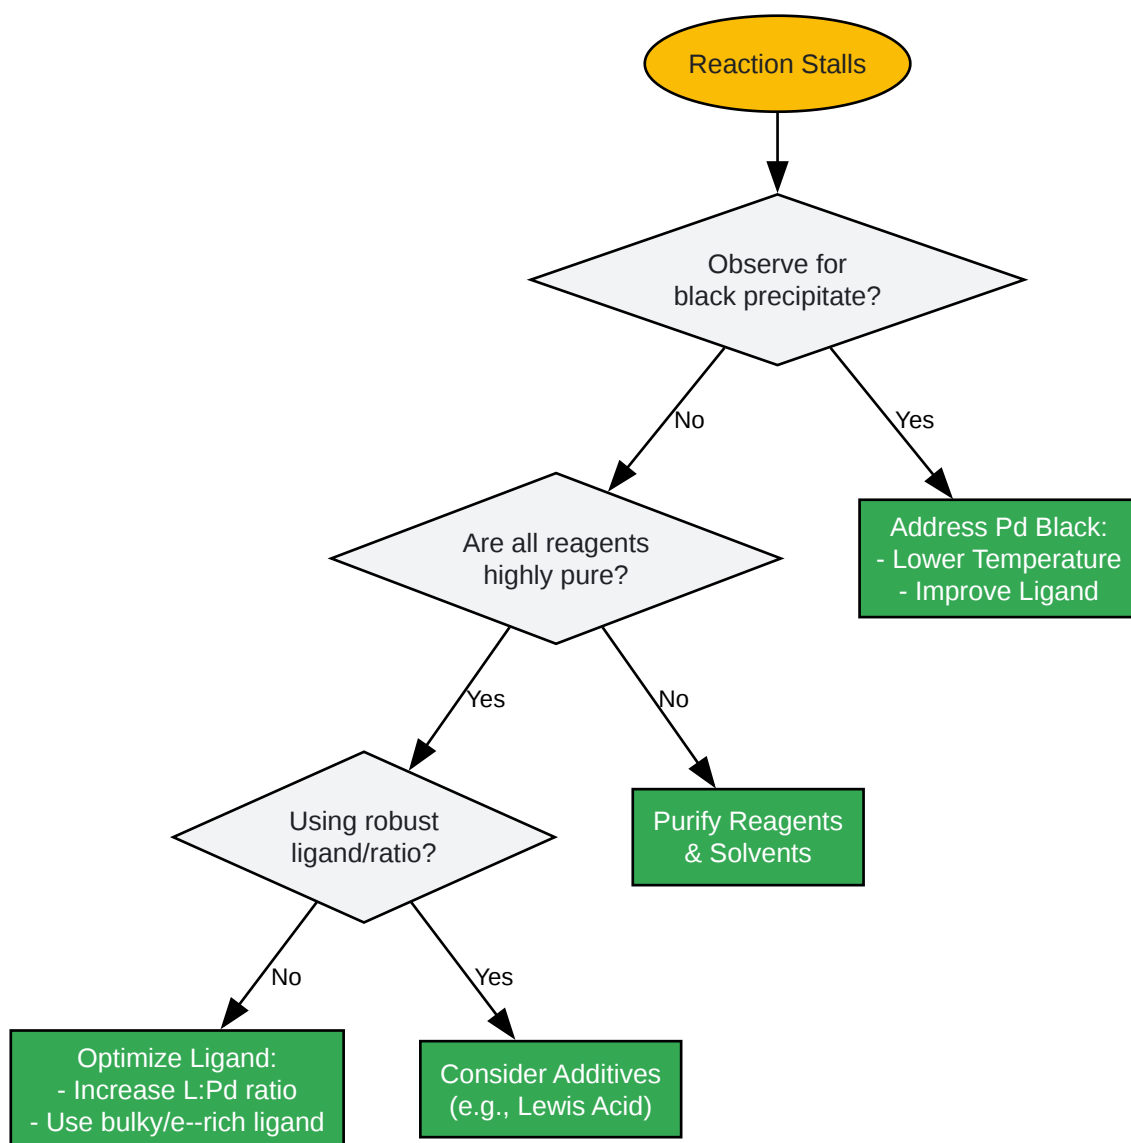 Reaction Stalls
Observe for
black precipitate?
No
Yes
Are all reagents
highly pure?
Address Pd Black:
- Lower Temperature
- Improve Ligand
Yes
No
Using robust
ligand/ratio?
Purify Reagents
& Solvents
No
Yes
Optimize Ligand:
- Increase L:Pd ratio
- Use bulky/e--rich ligand
Consider Additives
(e.g., Lewis Acid)